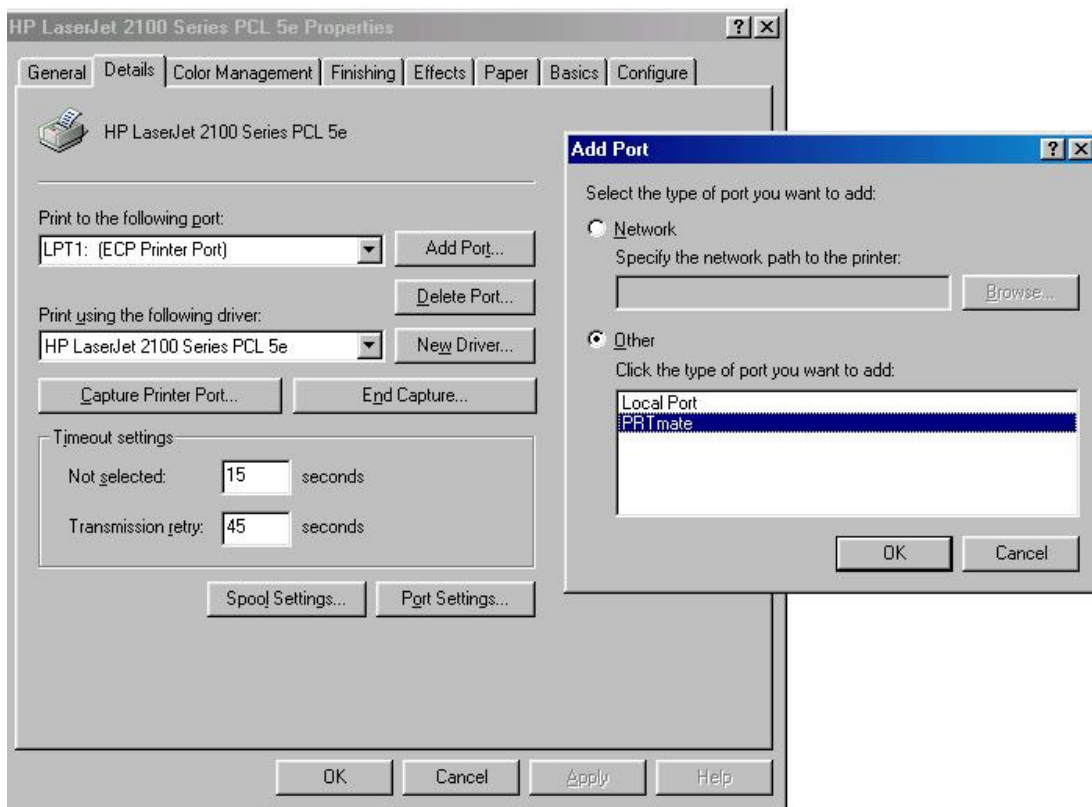 HP LaserJet 2100 Series PCL 5e Properties
General Details Color Management Finishing Effects Paper Basics Configure
HP LaserJet 2100 Series PCL 5e
Print to the following port:
LPT1: (ECP Printer Port)
Add Port...
Delete Port...
Print using the following driver:
HP LaserJet 2100 Series PCL 5e
New Driver...
Capture Printer Port...
End Capture...
Timeout settings
Not selected: 15 seconds
Transmission retry: 45 seconds
Spool Settings...
Port Settings...
OK Cancel Apply Help
Add Port
Select the type of port you want to add:
Network
Specify the network path to the printer:
Browse...
Other
Click the type of port you want to add:
Local Port
PRTmate
OK Cancel